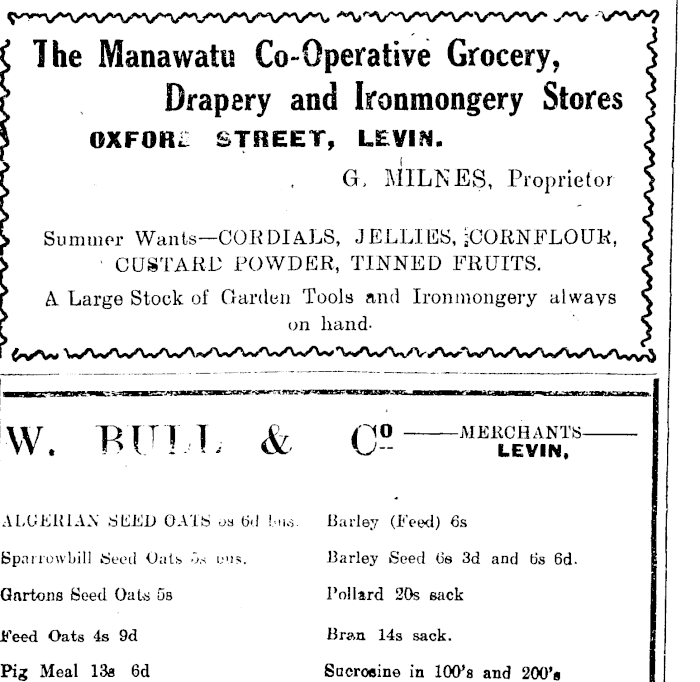 The Manawatu Co-Operative Grocery,
Drapery and Ironmongery Stores
OXFORD STREET, LEVIN.
G. MILNES, Proprietor
Summer Wants—CORDIALS, JELLIES, CORNFLOUR,
CUSTARD POWDER, TINNED FRUITS.
A Large Stock of Garden Tools and Ironmongery always
on hand.
W. BULL & Co
MERCHANTS
LEVIN.
ALGERIAN SEED OATS 6d
Sparrowbill Seed Oats 5s
Gartons Seed Oats 5s
Feed Oats 4s 9d
Pig Meal 13s 6d
Barley (Feed) 6s
Barley Seed 6s 3d and 6s 6d.
Pollard 20s sack
Bran 14s sack.
Sucrosine in 100's and 200's